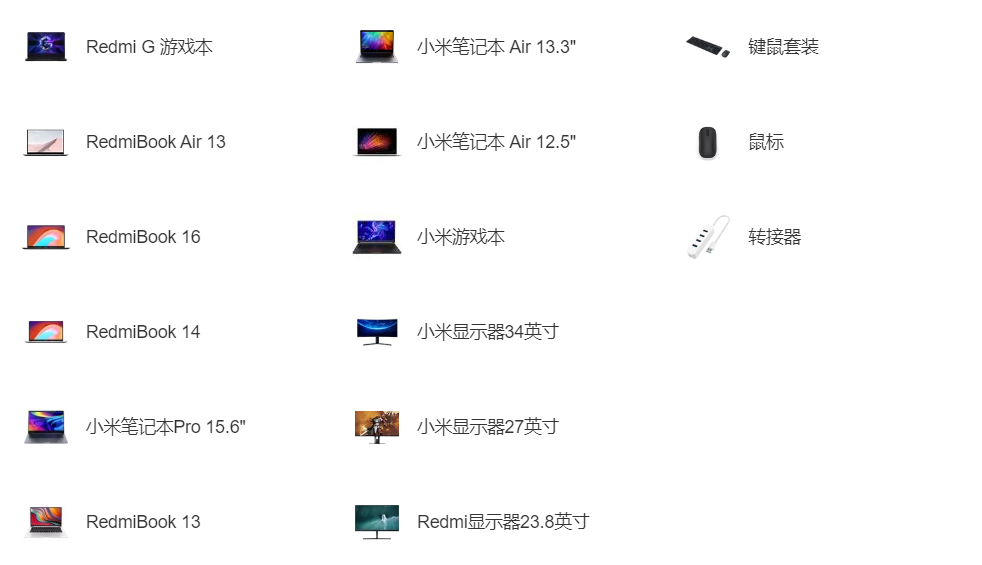 Redmi G 游戏本
RedmiBook Air 13
RedmiBook 16
RedmiBook 14
小米笔记本Pro 15.6"
RedmiBook 13
小米笔记本 Air 13.3"
小米笔记本 Air 12.5"
小米游戏本
小米显示器34英寸
小米显示器27英寸
Redmi显示器23.8英寸
键鼠套装
鼠标
转接器